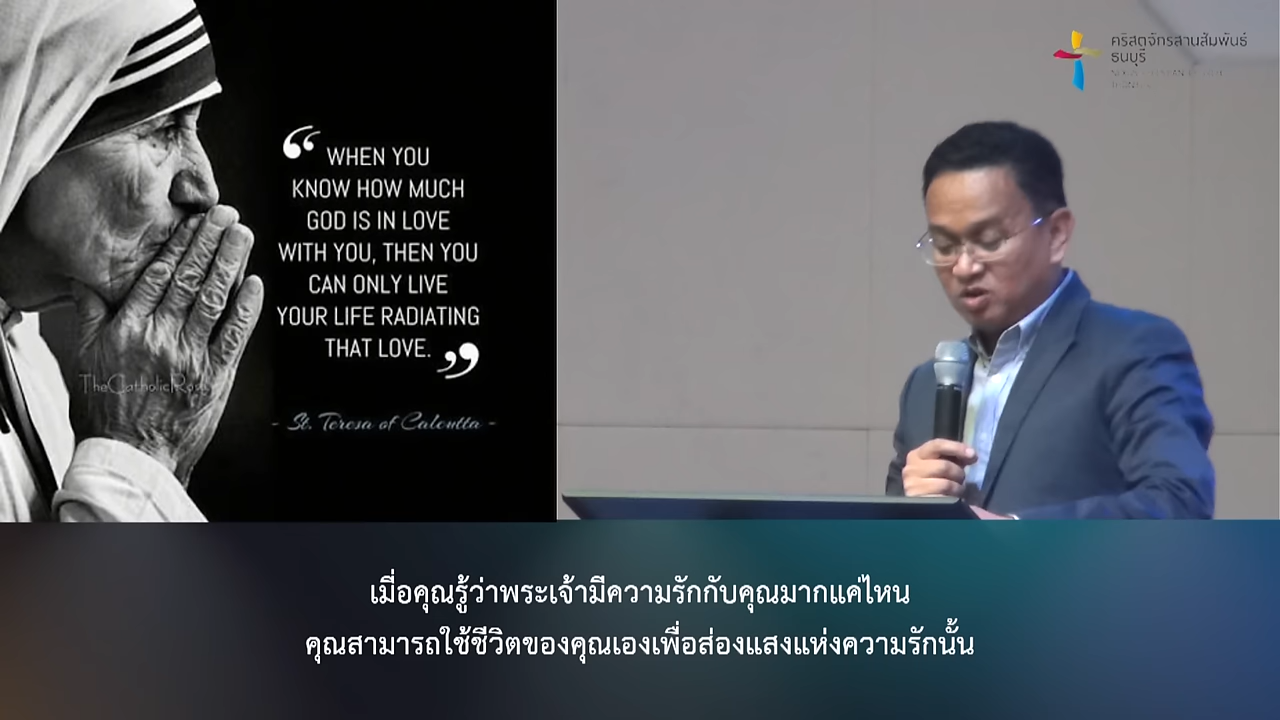 “ WHEN YOU
KNOW HOW MUCH
GOD IS IN LOVE
WITH YOU, THEN YOU
CAN ONLY LIVE
YOUR LIFE RADIATING
THAT LOVE. ”
- St. Teresa of Calcutta -
คริสตจักรสานสัมพันธ์
ธนบุรี
เมื่อคุณรู้ว่าพระเจ้ามีความรักกับคุณมากแค่ไหน
คุณสามารถใช้ชีวิตของคุณเองเพื่อส่องแสงแห่งความรักนั้น